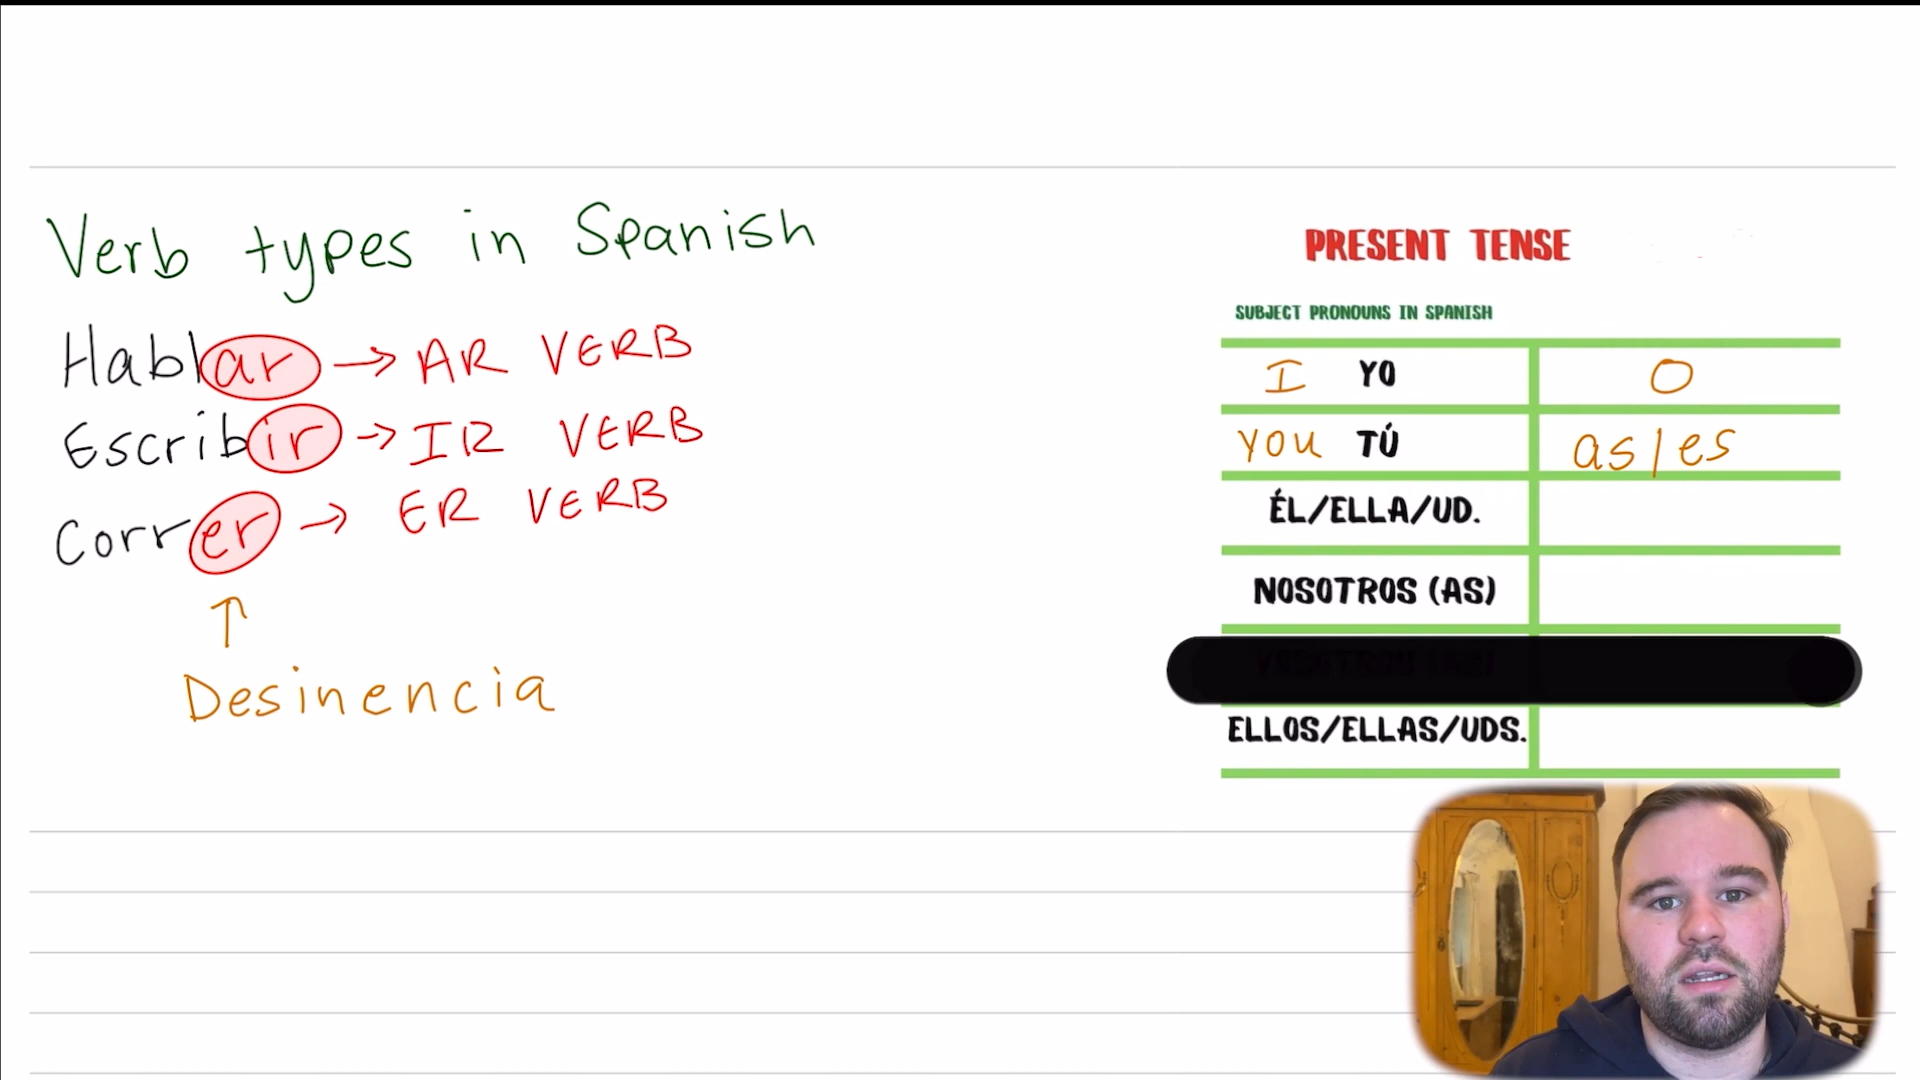 Verb types in Spanish
Hablar → AR VERB
Escribir → IR VERB
Correr → ER VERB
↑
Desinencia
PRESENT TENSE
SUBJECT PRONOUNS IN SPANISH
I YO O
YOU TÚ as/es
ÉL/ELLA/UD.
NOSOTROS (AS)
ELLOS/ELLAS/UDS.